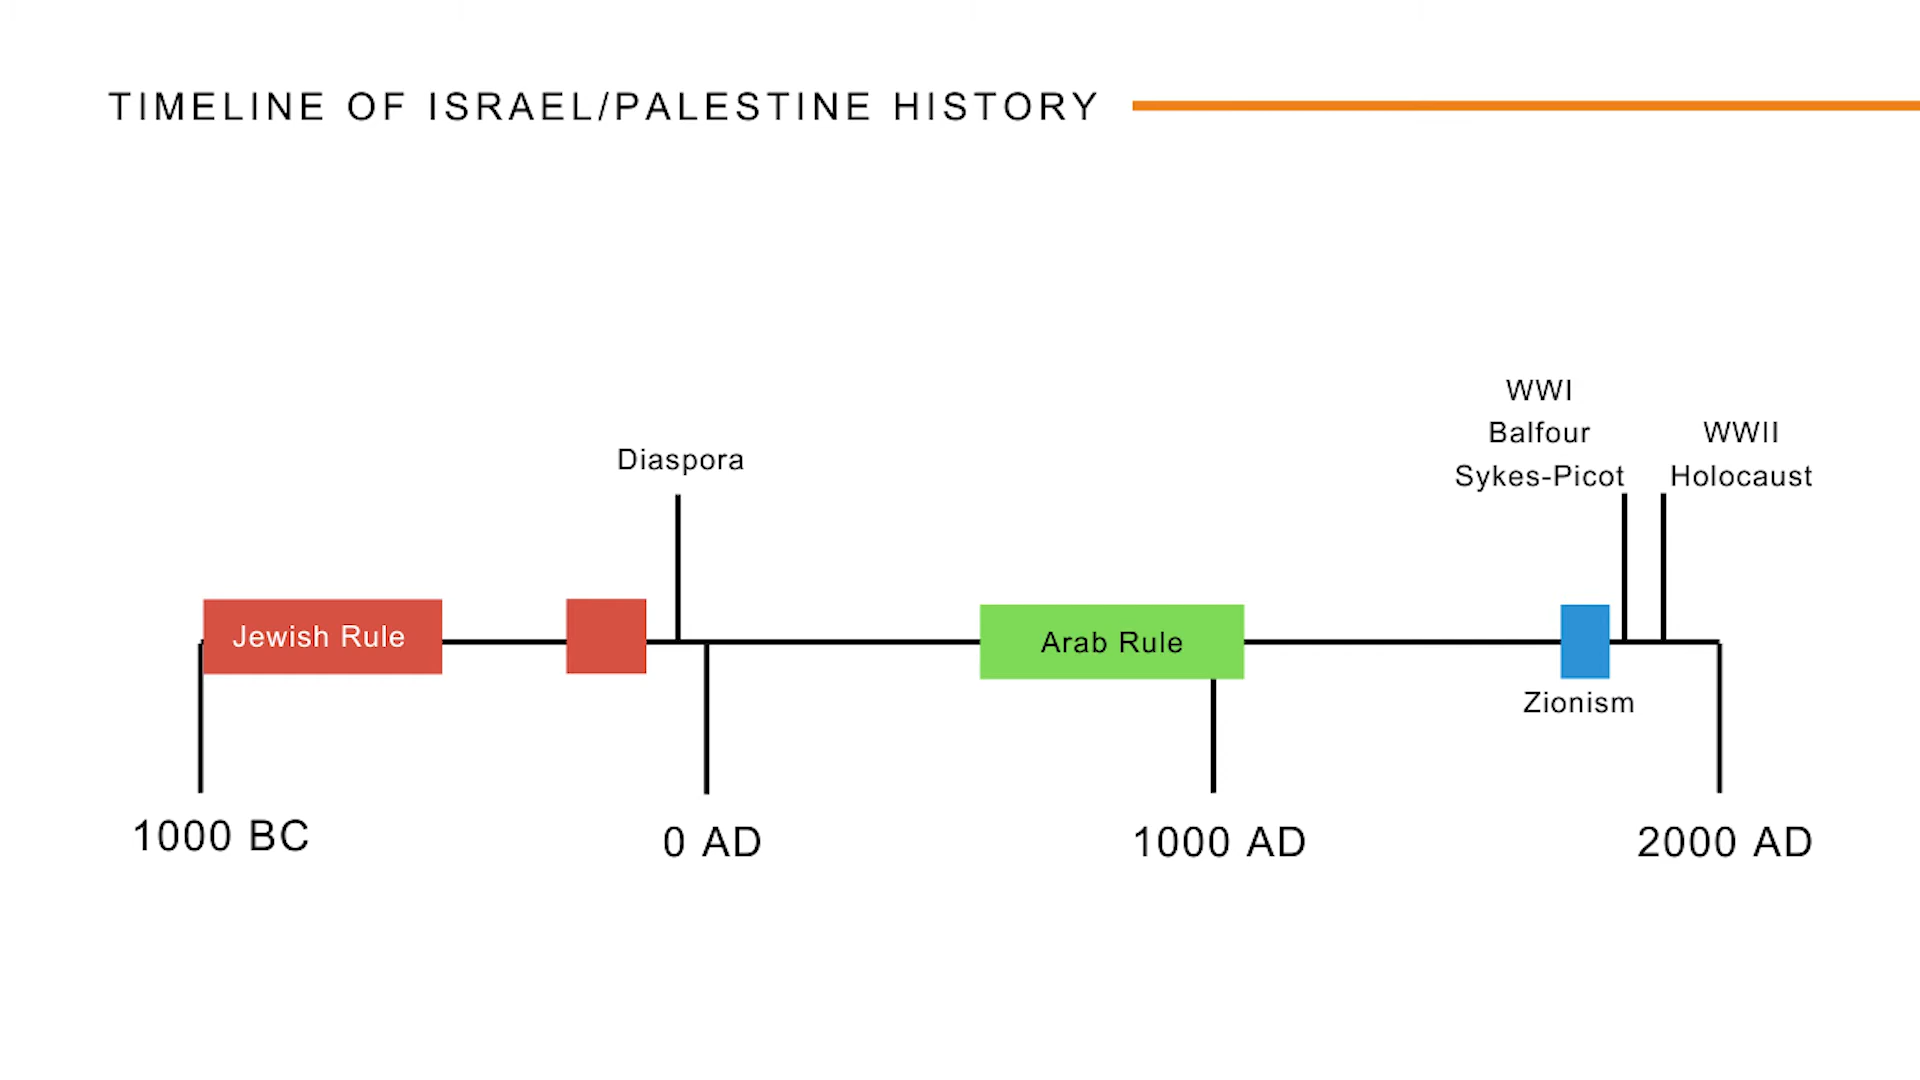 TIMELINE OF ISRAEL/PALESTINE HISTORY
WWI
Balfour
Sykes-Picot
WWII
Holocaust
Diaspora
Jewish Rule
Arab Rule
Zionism
1000 BC
0 AD
1000 AD
2000 AD